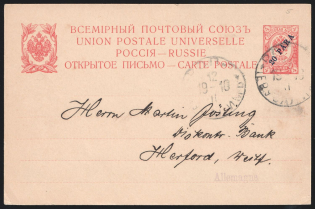 ВСЕМІРНЫЙ ПОЧТОВЫЙ СОЮЗЪ
UNION POSTALE UNIVERSELLE
РОССІЯ — RUSSIE
ОТКРЫТОЕ ПИСЬМО — CARTE POSTALE
20 PARA
Herrn Martin
Diskonto-Bank
Herford, Westf.
Allemagne